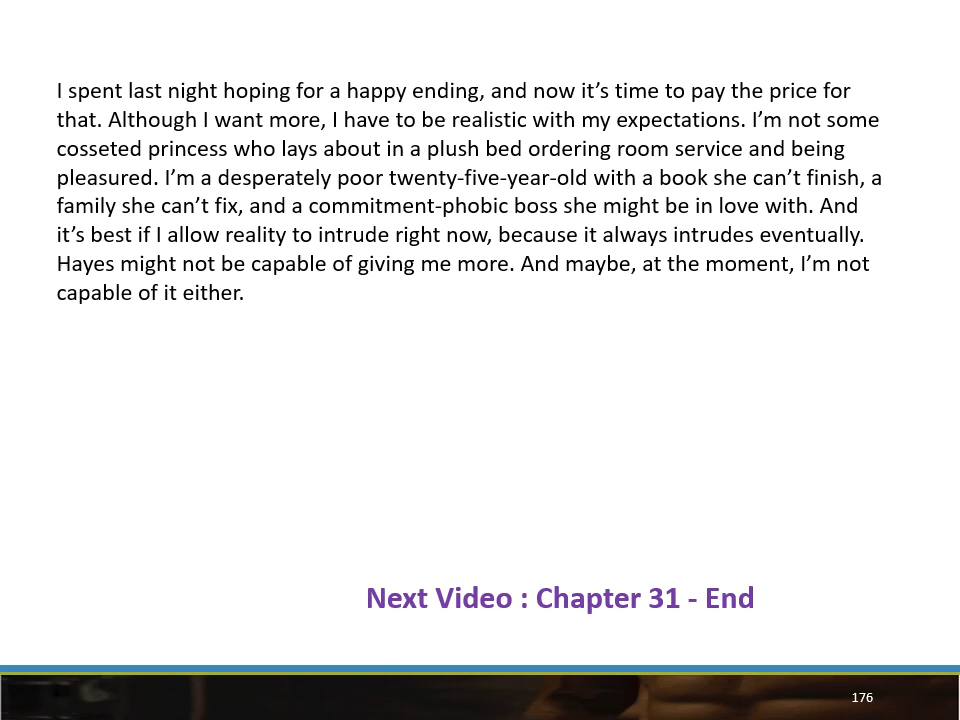 I spent last night hoping for a happy ending, and now it’s time to pay the price for
that. Although I want more, I have to be realistic with my expectations. I’m not some
cosseted princess who lays about in a plush bed ordering room service and being
pleasured. I’m a desperately poor twenty-five-year-old with a book she can’t finish, a
family she can’t fix, and a commitment-phobic boss she might be in love with. And
it’s best if I allow reality to intrude right now, because it always intrudes eventually.
Hayes might not be capable of giving me more. And maybe, at the moment, I’m not
capable of it either.
Next Video : Chapter 31 - End
176